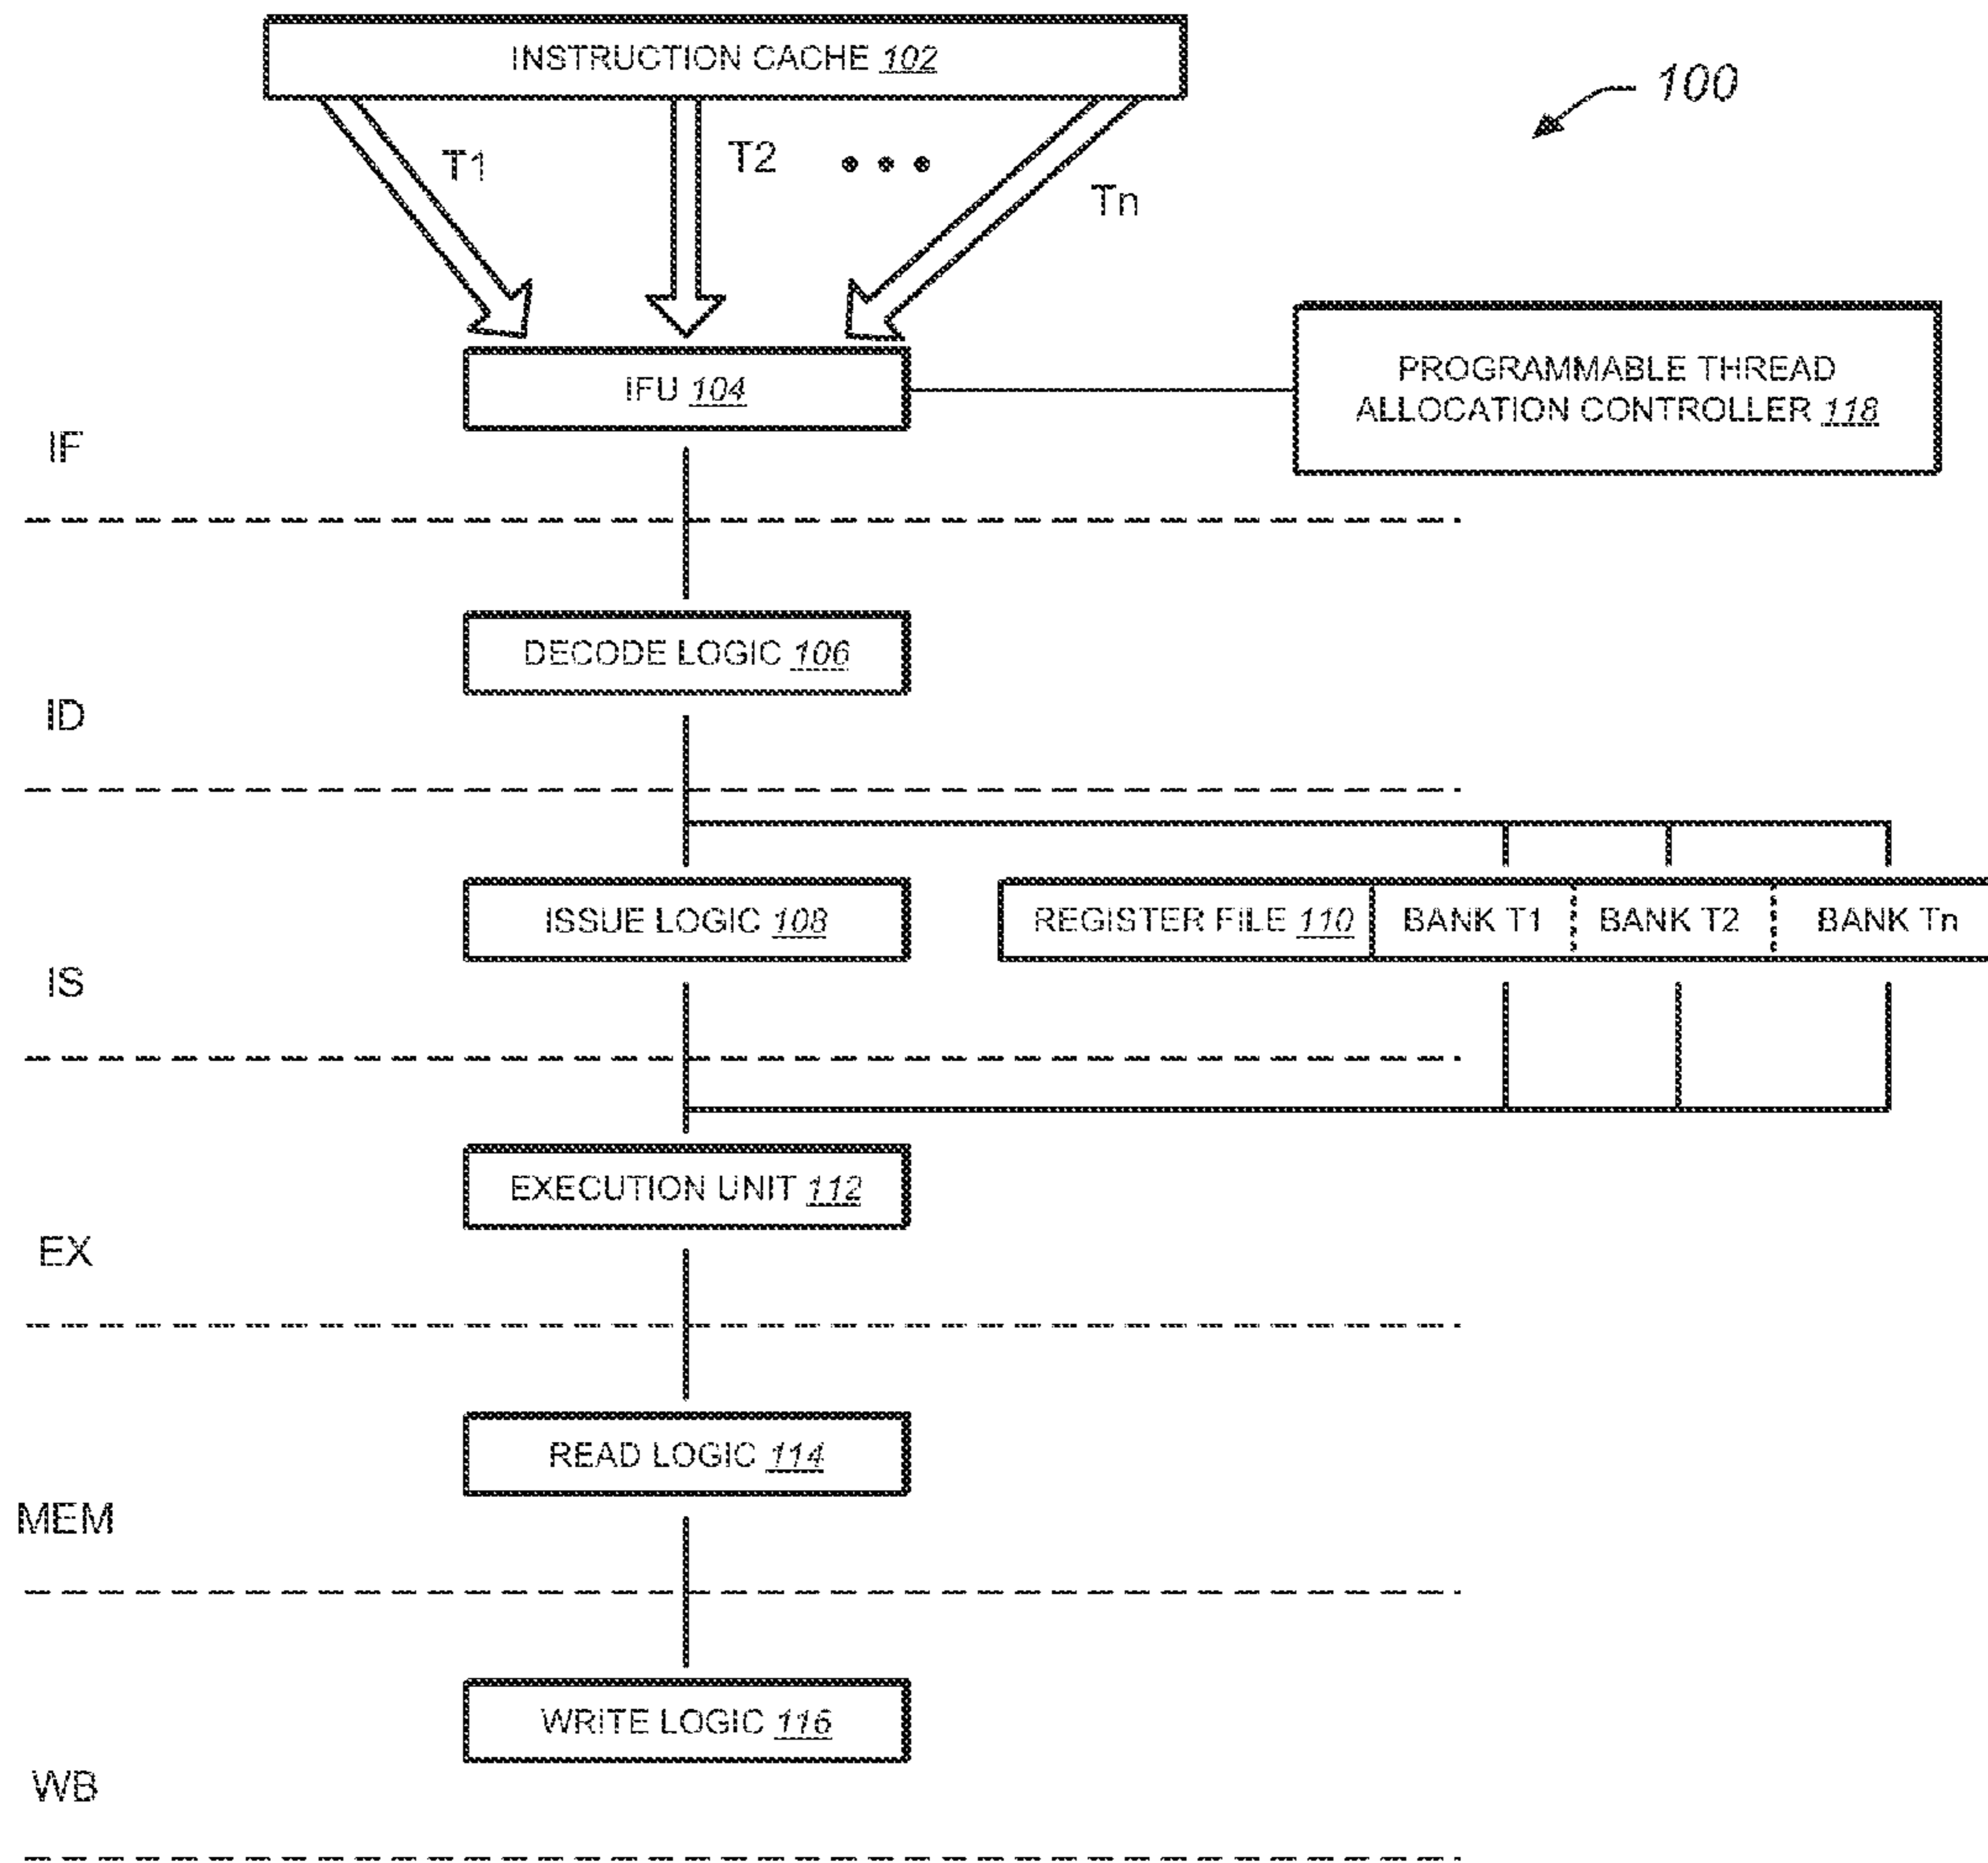 INSTRUCTION CACHE 102
100
T1
T2
Tn
IFU 104
PROGRAMMABLE THREAD
ALLOCATION CONTROLLER 118
IF
DECODE LOGIC 106
ID
ISSUE LOGIC 108
REGISTER FILE 110
BANK T1
BANK T2
BANK Tn
IS
EXECUTION UNIT 112
EX
READ LOGIC 114
MEM
WRITE LOGIC 116
WB